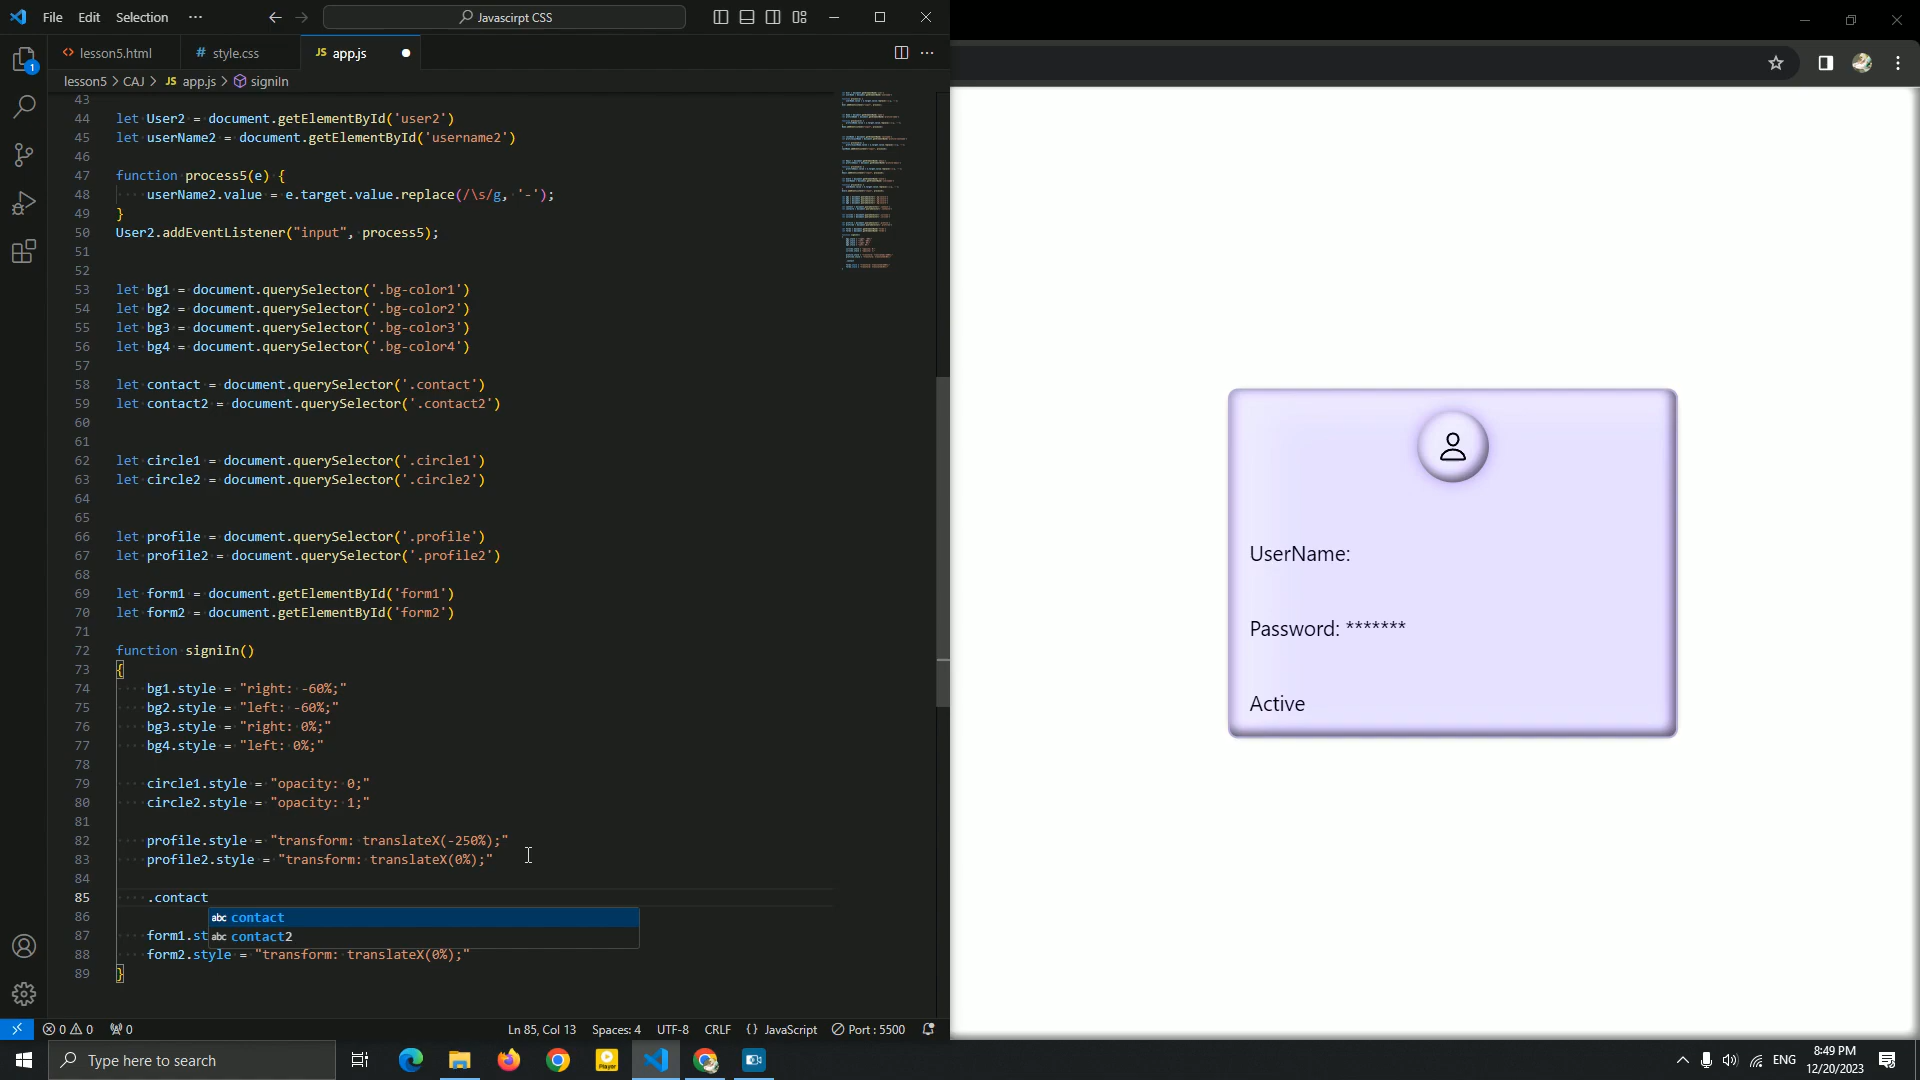 File Edit Selection ··· Javascirpt CSS
lesson5.html style.css app.js
lesson5 > CAJ > JS app.js > signiIn
43
44 let User2 = document.getElementById('user2')
45 let userName2 = document.getElementById('username2')
46
47 function process5(e) {
48 userName2.value = e.target.value.replace(/\s/g, '-');
49 }
50 User2.addEventListener("input", process5);
51
52
53 let bg1 = document.querySelector('.bg-color1')
54 let bg2 = document.querySelector('.bg-color2')
55 let bg3 = document.querySelector('.bg-color3')
56 let bg4 = document.querySelector('.bg-color4')
57
58 let contact = document.querySelector('.contact')
59 let contact2 = document.querySelector('.contact2')
60
61
62 let circle1 = document.querySelector('.circle1')
63 let circle2 = document.querySelector('.circle2')
64
65
66 let profile = document.querySelector('.profile')
67 let profile2 = document.querySelector('.profile2')
68
69 let form1 = document.getElementById('form1')
70 let form2 = document.getElementById('form2')
71
72 function signiIn()
73 {
74 bg1.style = "right: -60%;"
75 bg2.style = "left: -60%;"
76 bg3.style = "right: 0%;"
77 bg4.style = "left: 0%;"
78
79 circle1.style = "opacity: 0;"
80 circle2.style = "opacity: 1;"
81
82 profile.style = "transform: translateX(-250%);"
83 profile2.style = "transform: translateX(0%);"
84
85 .contact
86 abc contact
87 form1.st abc contact2
88 form2.style = "transform: translateX(0%);"
89 }
UserName:
Password: *******
Active
0 0 0 Ln 85, Col 13 Spaces: 4 UTF-8 CRLF {} JavaScript Port : 5500
Type here to search
Player
ENG
8:49 PM
12/20/2023